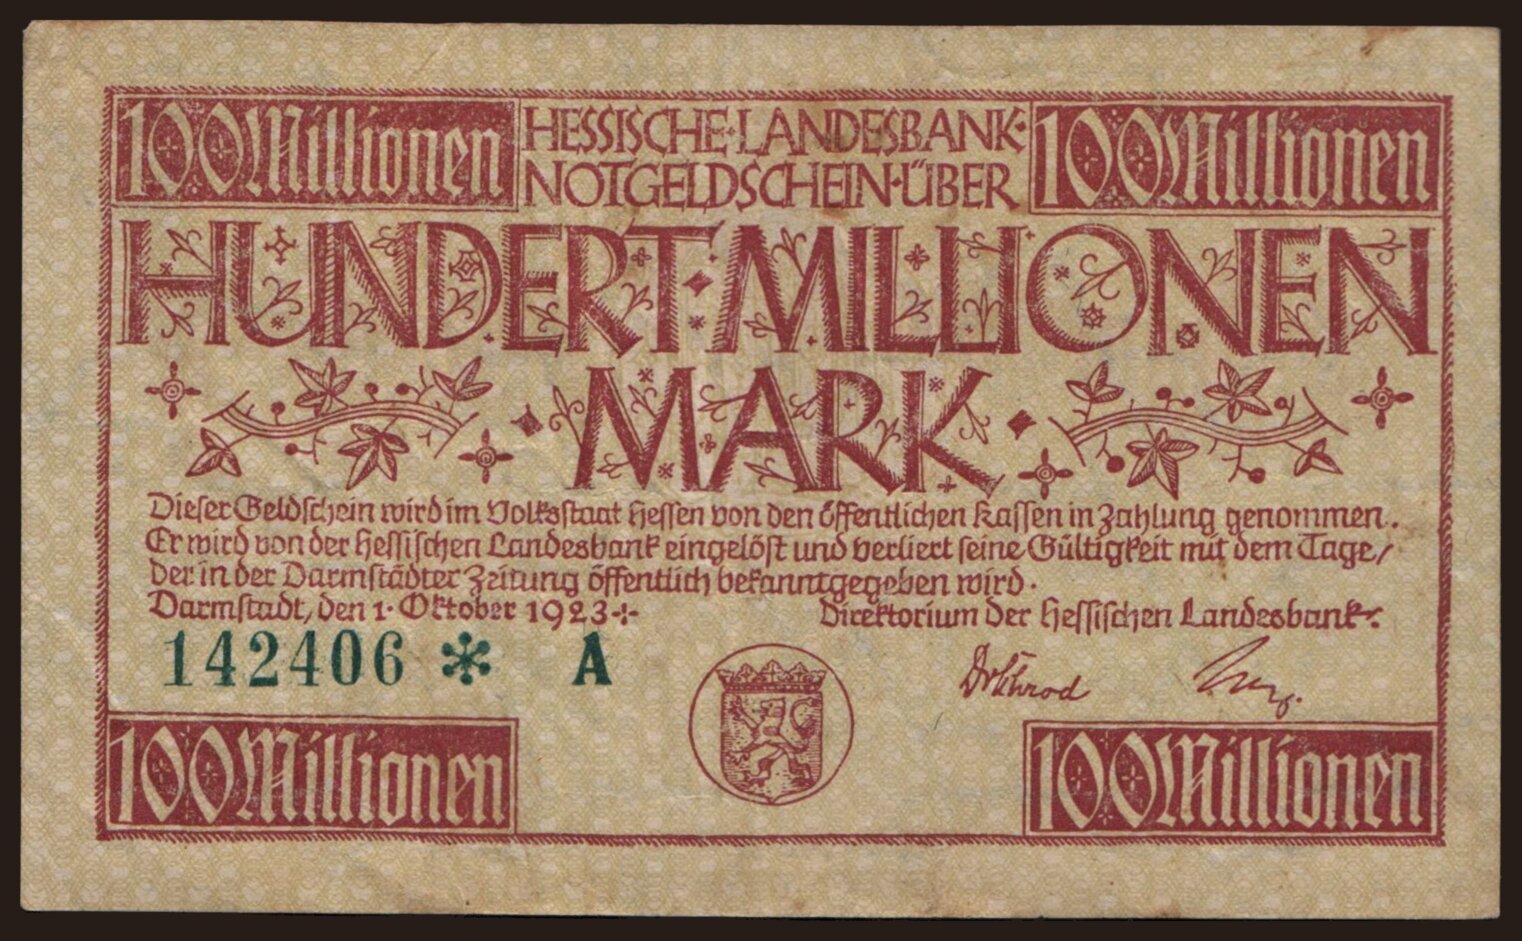 100 Millionen
HESSISCHE·LANDESBANK·
100 Millionen
NOTGELDSCHEIN·ÜBER
HUNDERT·MILLIONEN
·MARK·
Dieser Geldschein wird im Volksstaat Hessen von den öffentlichen Kassen in Zahlung genommen.
Er wird von der Hessischen Landesbank eingelöst und verliert seine Gültigkeit mit dem Tage/
der in der Darmstädter Zeitung öffentlich bekanntgegeben wird.
Darmstadt, den 1. Oktober 1923
Direktorium der Hessischen Landesbank.
142406 * A
100 Millionen
100 Millionen